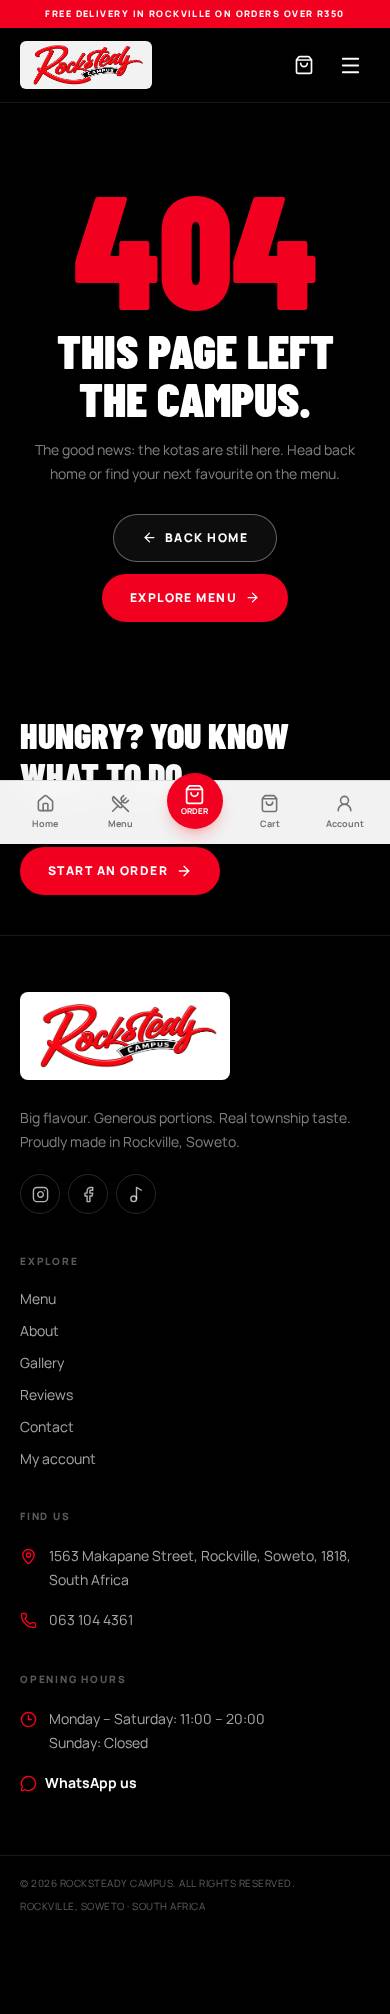 FREE DELIVERY IN ROCKVILLE ON ORDERS OVER R350
Rocksteady
CAMPUS
404
THIS PAGE LEFT
THE CAMPUS.
The good news: the kotas are still here. Head back
home or find your next favourite on the menu.
BACK HOME
EXPLORE MENU
HUNGRY? YOU KNOW
WHAT TO DO
Home
Menu
ORDER
Cart
Account
START AN ORDER
Rocksteady
CAMPUS
Big flavour. Generous portions. Real township taste.
Proudly made in Rockville, Soweto.
EXPLORE
Menu
About
Gallery
Reviews
Contact
My account
FIND US
1563 Makapane Street, Rockville, Soweto, 1818,
South Africa
063 104 4361
OPENING HOURS
Monday – Saturday: 11:00 – 20:00
Sunday: Closed
WhatsApp us
© 2026 ROCKSTEADY CAMPUS. ALL RIGHTS RESERVED.
ROCKVILLE, SOWETO · SOUTH AFRICA